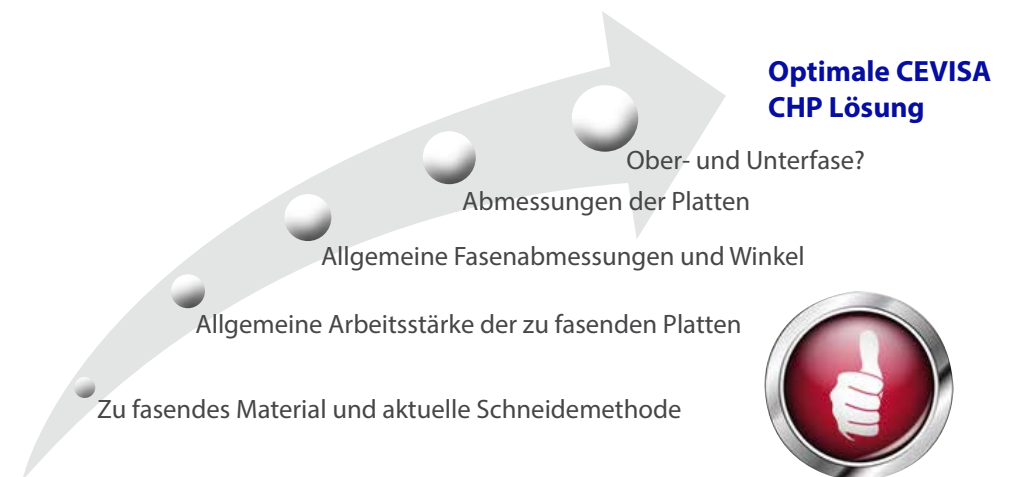 Optimale CEVISA
CHP Lösung
Ober- und Unterfase?
Abmessungen der Platten
Allgemeine Fasenabmessungen und Winkel
Allgemeine Arbeitsstärke der zu fasenden Platten
Zu fasendes Material und aktuelle Schneidemethode